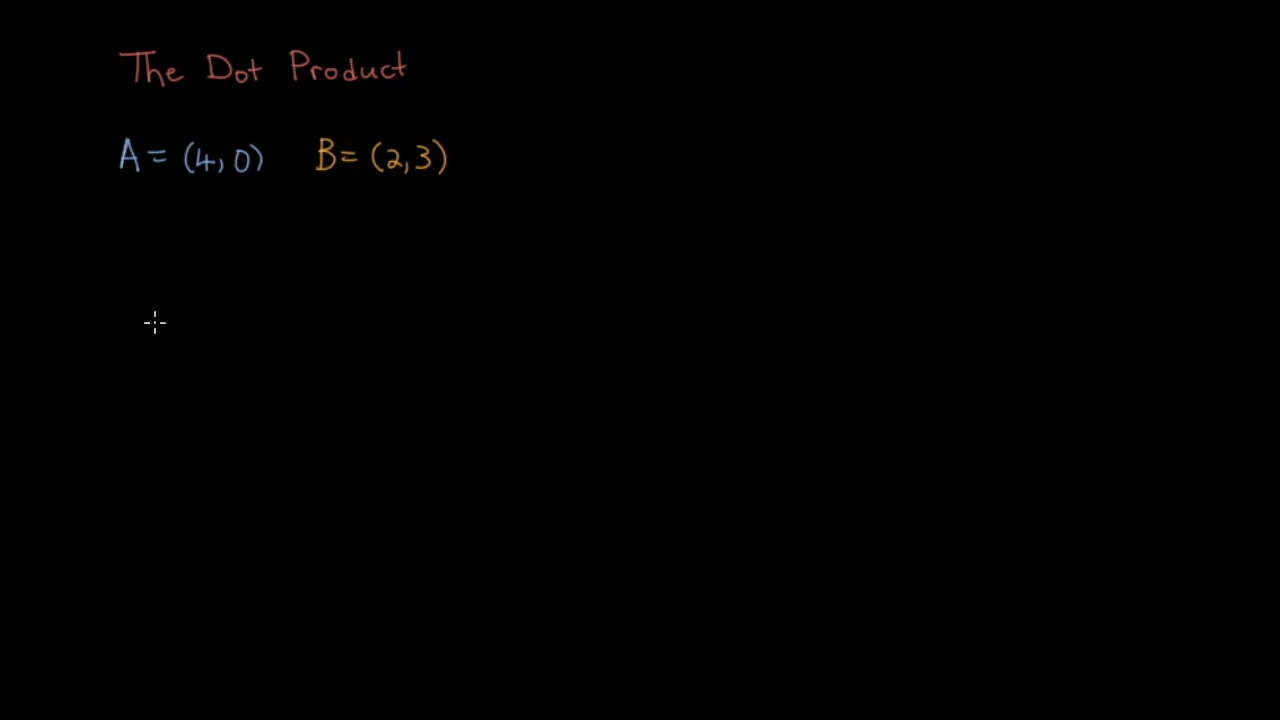 The Dot Product
A = (4, 0) B = (2, 3)